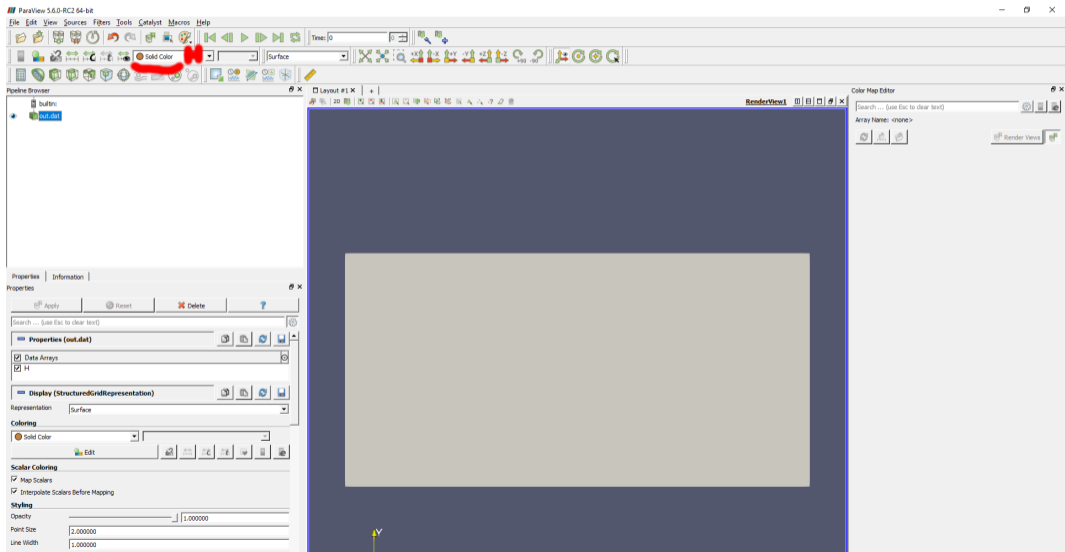 ParaView 5.6.0-RC2 64-bit
File Edit View Sources Filters Tools Catalyst Macros Help
Time: 0 0
Solid Color H Surface
Pipeline Browser
builtin:
out.dat
Layout #1 × +
RenderView1
Color Map Editor
Search ... (use Esc to clear text)
Array Name: <none>
Render Views
Properties Information
Properties
Apply Reset Delete ?
Search ... (use Esc to clear text)
Properties (out.dat)
Data Arrays
H
Display (StructuredGridRepresentation)
Representation Surface
Coloring
Solid Color
Edit
Scalar Coloring
Map Scalars
Interpolate Scalars Before Mapping
Styling
Opacity 1.000000
Point Size 2.000000
Line Width 1.000000
Y